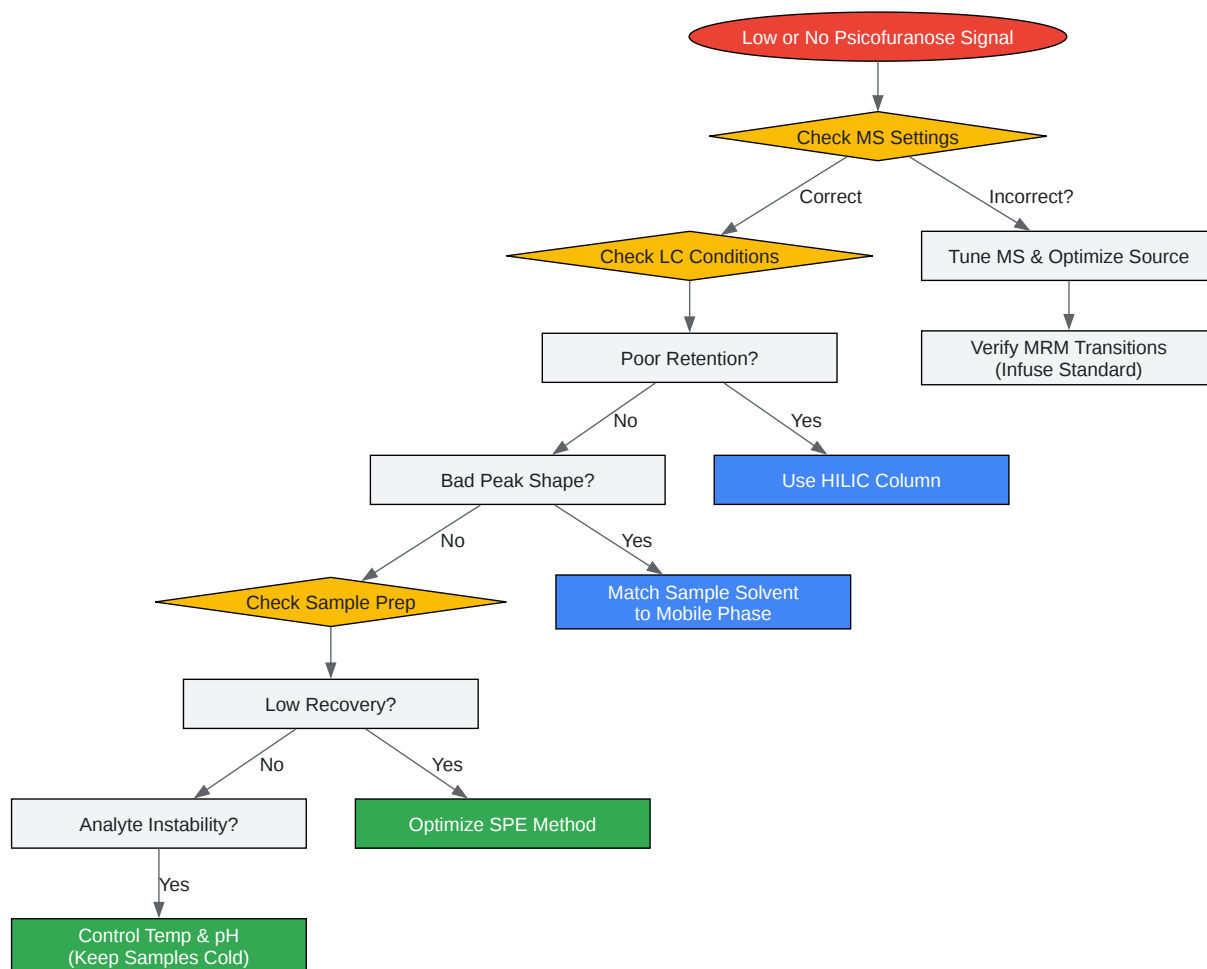 Low or No Psicofuranose Signal
Check MS Settings
Correct
Incorrect?
Check LC Conditions
Tune MS & Optimize Source
Poor Retention?
Verify MRM Transitions
(Infuse Standard)
No
Yes
Bad Peak Shape?
Use HILIC Column
No
Yes
Check Sample Prep
Match Sample Solvent
to Mobile Phase
Low Recovery?
No
Yes
Analyte Instability?
Optimize SPE Method
Yes
Control Temp & pH
(Keep Samples Cold)